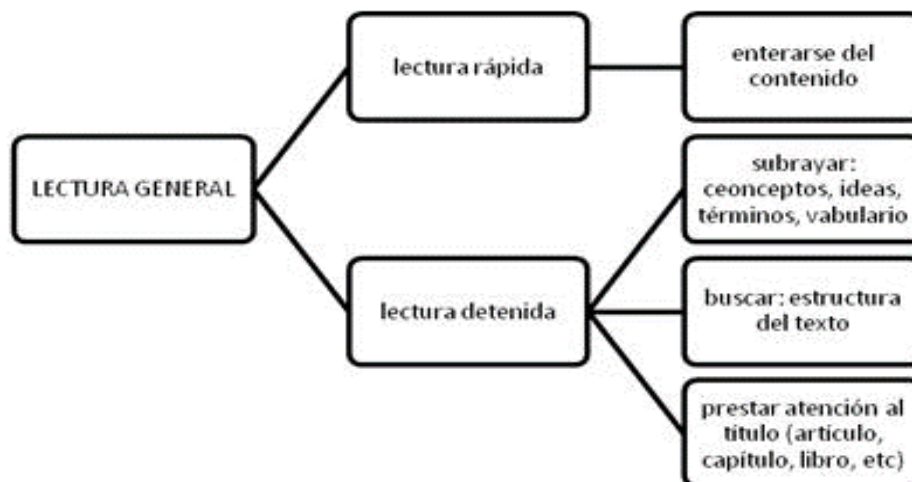 LECTURA GENERAL
lectura rápida
enterarse del
contenido
lectura detenida
subrayar:
ceonceptos, ideas,
términos, vabulario
buscar: estructura
del texto
prestar atención al
título (artículo,
capítulo, libro, etc)